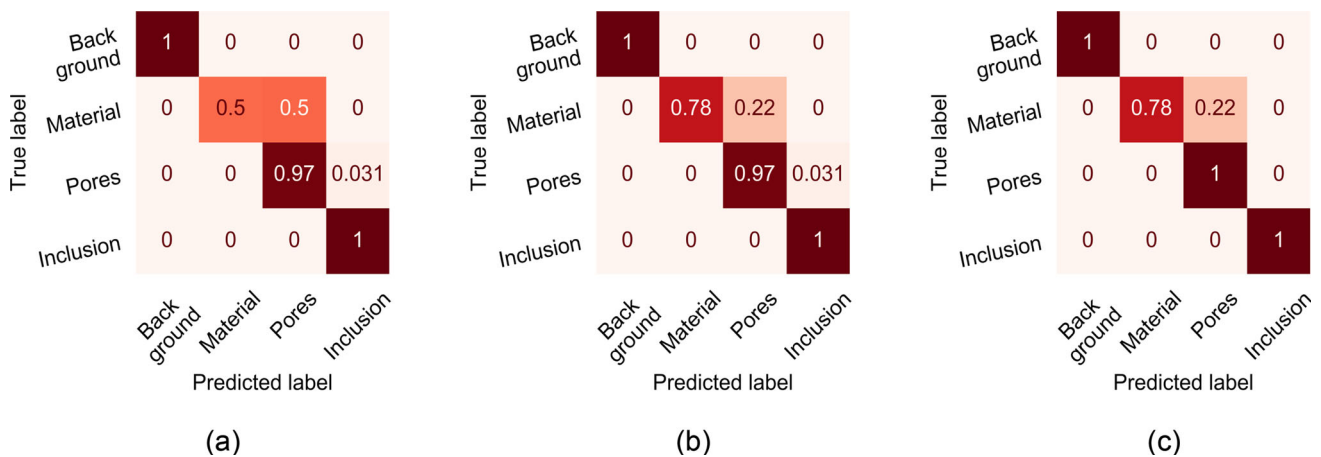 True label
Back
ground
1 0 0 0
Material
0 0.5 0.5 0
Pores
0 0 0.97 0.031
Inclusion
0 0 0 1
Back
ground
Material
Pores
Inclusion
Predicted label
(a)
True label
Back
ground
1 0 0 0
Material
0 0.78 0.22 0
Pores
0 0 0.97 0.031
Inclusion
0 0 0 1
Back
ground
Material
Pores
Inclusion
Predicted label
(b)
True label
Back
ground
1 0 0 0
Material
0 0.78 0.22 0
Pores
0 0 1 0
Inclusion
0 0 0 1
Back
ground
Material
Pores
Inclusion
Predicted label
(c)